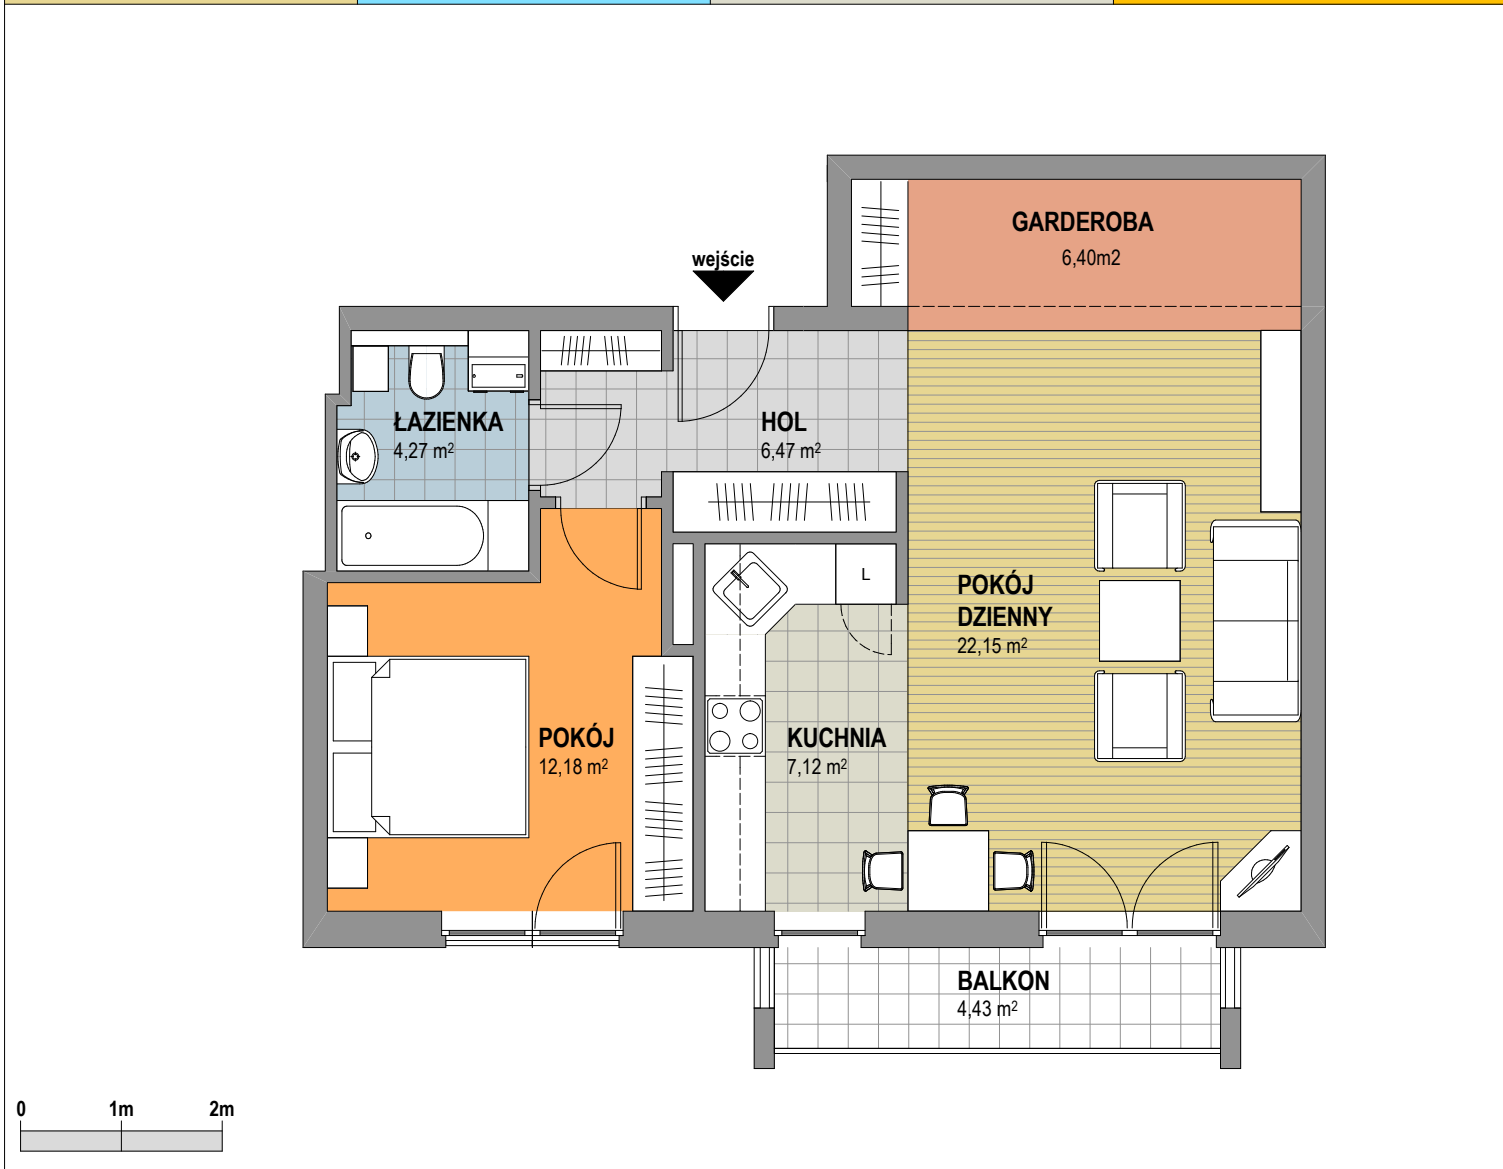 GARDEROBA
6,40m2
wejście
ŁAZIENKA
4,27 m²
HOL
6,47 m²
L
POKÓJ
DZIENNY
22,15 m²
POKÓJ
12,18 m²
KUCHNIA
7,12 m²
BALKON
4,43 m²
0 1m 2m